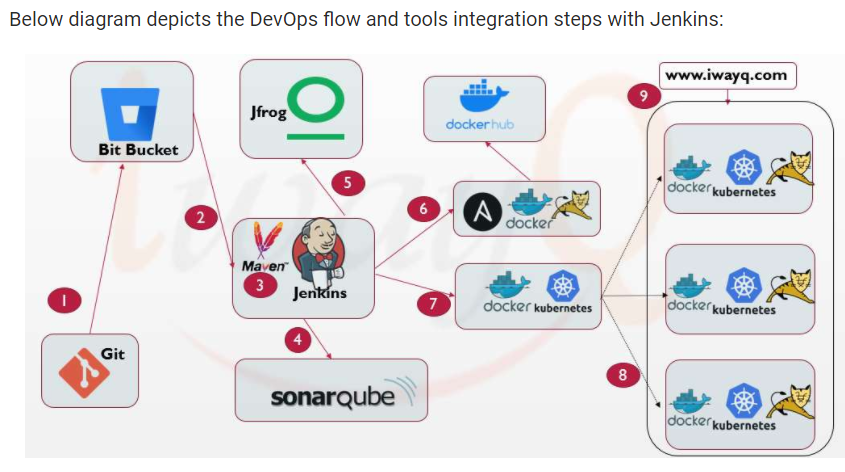 Below diagram depicts the DevOps flow and tools integration steps with Jenkins:
www.iwayq.com
9
Jfrog
docker hub
Bit Bucket
docker kubernetes
5
6
docker
2
Maven
3
Jenkins
docker kubernetes
docker kubernetes
7
1
4
Git
8
sonarqube
docker kubernetes
iwayQ